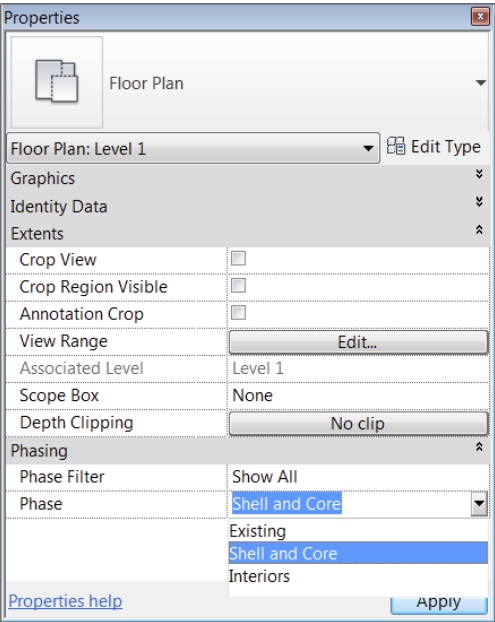 Properties
Floor Plan
Floor Plan: Level 1 Edit Type
Graphics
Identity Data
Extents
Crop View
Crop Region Visible
Annotation Crop
View Range Edit...
Associated Level Level 1
Scope Box None
Depth Clipping No clip
Phasing
Phase Filter Show All
Phase Shell and Core
Existing
Shell and Core
Interiors
Properties help Apply